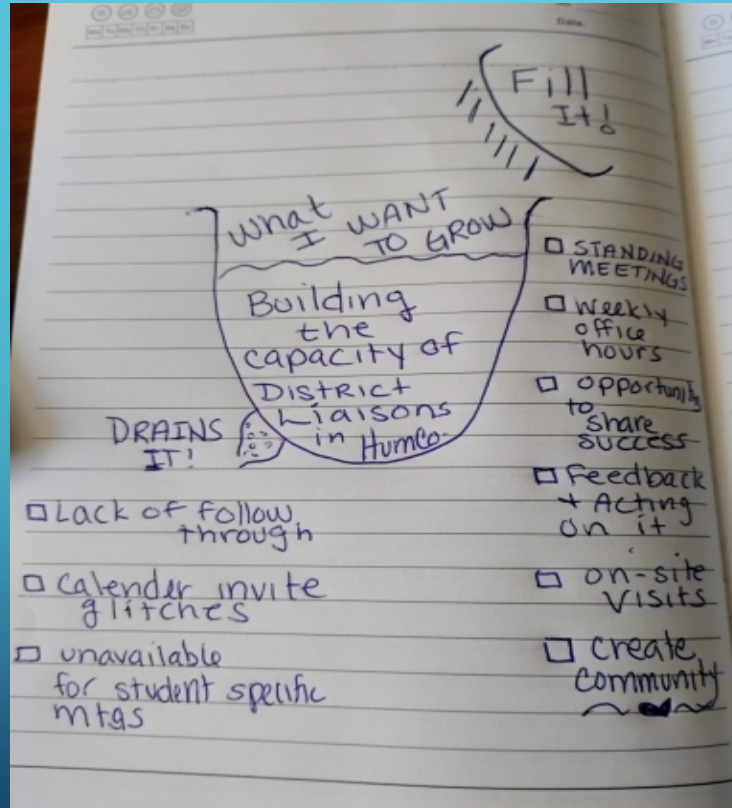 Date
Fill
It!
What
I WANT
TO GROW
Building
the
capacity of
District
Liaisons
in HumCo.
DRAINS
IT!
Lack of follow
through
Calender invite
glitches
unavailable
for student specific
mtgs
STANDING
MEETINGS
Weekly
office
hours
opportunity
to
share
success
Feedback
+ Acting
on it
on-site
visits
create
community